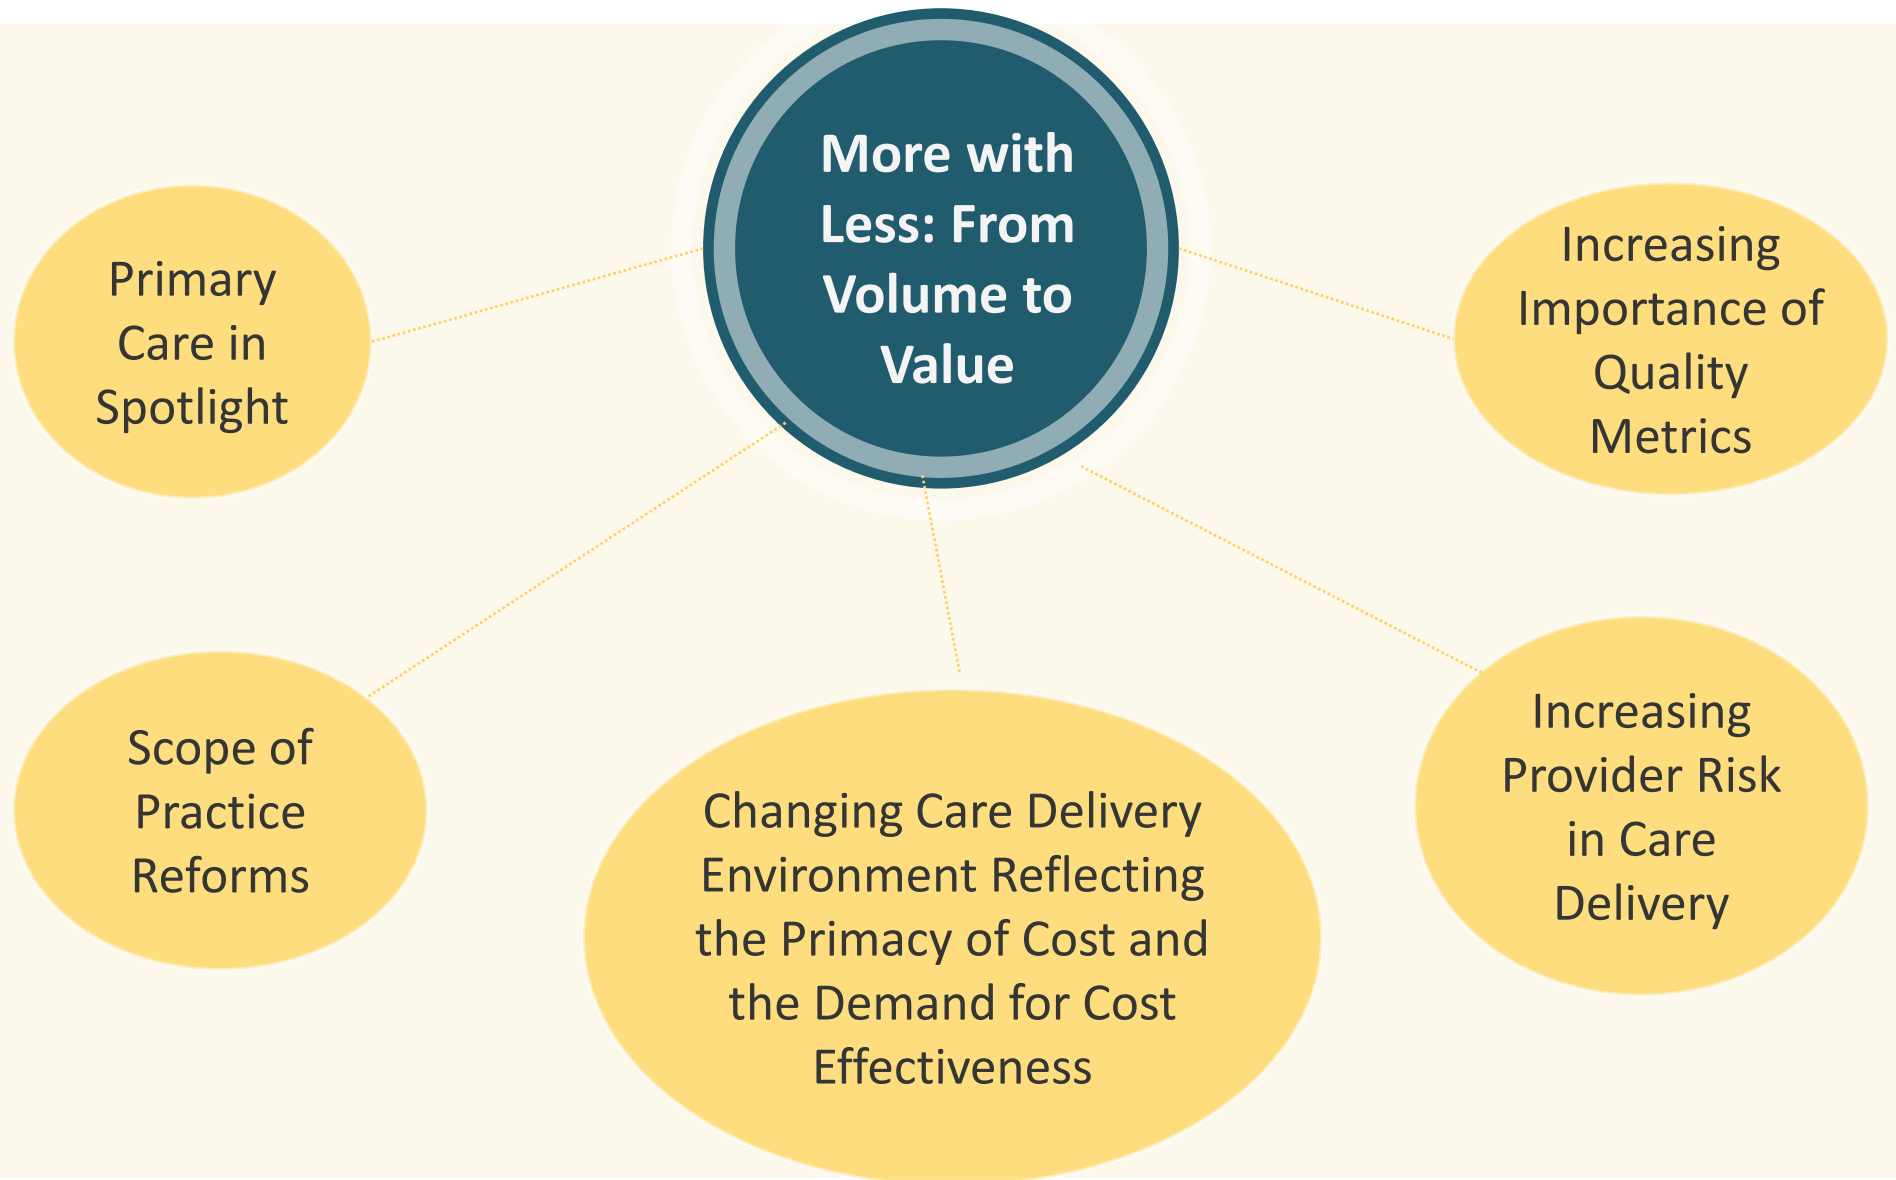 More with
Less: From
Volume to
Value
Primary
Care in
Spotlight
Increasing
Importance of
Quality
Metrics
Scope of
Practice
Reforms
Changing Care Delivery
Environment Reflecting
the Primacy of Cost and
the Demand for Cost
Effectiveness
Increasing
Provider Risk
in Care
Delivery